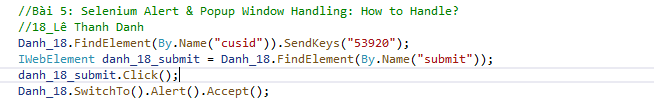 //Bài 5: Selenium Alert & Popup Window Handling: How to Handle?
//18_Lê Thanh Danh
Danh_18.FindElement(By.Name("cusid")).SendKeys("53920");
IWebElement danh_18_submit = Danh_18.FindElement(By.Name("submit"));
danh_18_submit.Click();
Danh_18.SwitchTo().Alert().Accept();